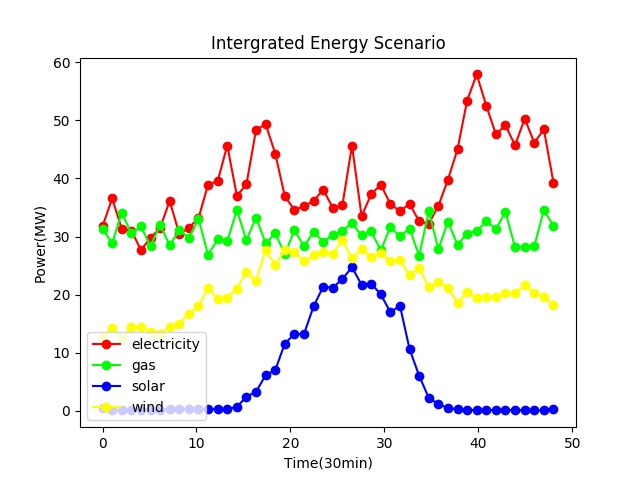 Intergrated Energy Scenario
60
50
40
30
20
10
0
Power(MW)
electricity
gas
solar
wind
0 10 20 30 40 50
Time(30min)